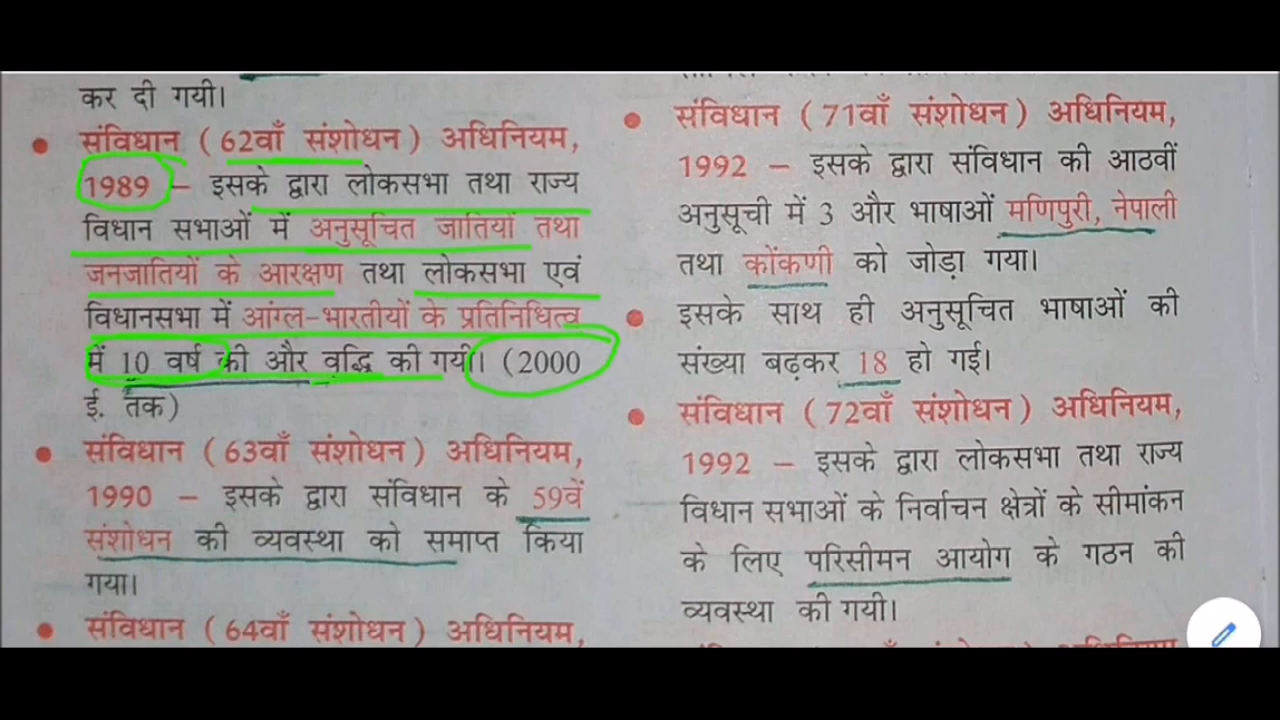 कर दी गयी।
• संविधान (62वाँ संशोधन) अधिनियम,
1989 – इसके द्वारा लोकसभा तथा राज्य
विधान सभाओं में अनुसूचित जातियां तथा
जनजातियों के आरक्षण तथा लोकसभा एवं
विधानसभा में आंग्ल-भारतीयों के प्रतिनिधित्व
में 10 वर्ष की और वृद्धि की गयी। (2000
ई. तक)
• संविधान (63वाँ संशोधन) अधिनियम,
1990 – इसके द्वारा संविधान के 59वें
संशोधन की व्यवस्था को समाप्त किया
गया।
• संविधान (64वाँ संशोधन) अधिनियम,
• संविधान (71वाँ संशोधन) अधिनियम,
1992 – इसके द्वारा संविधान की आठवीं
अनुसूची में 3 और भाषाओं मणिपुरी, नेपाली
तथा कोंकणी को जोड़ा गया।
• इसके साथ ही अनुसूचित भाषाओं की
संख्या बढ़कर 18 हो गई।
• संविधान (72वाँ संशोधन) अधिनियम,
1992 – इसके द्वारा लोकसभा तथा राज्य
विधान सभाओं के निर्वाचन क्षेत्रों के सीमांकन
के लिए परिसीमन आयोग के गठन की
व्यवस्था की गयी।